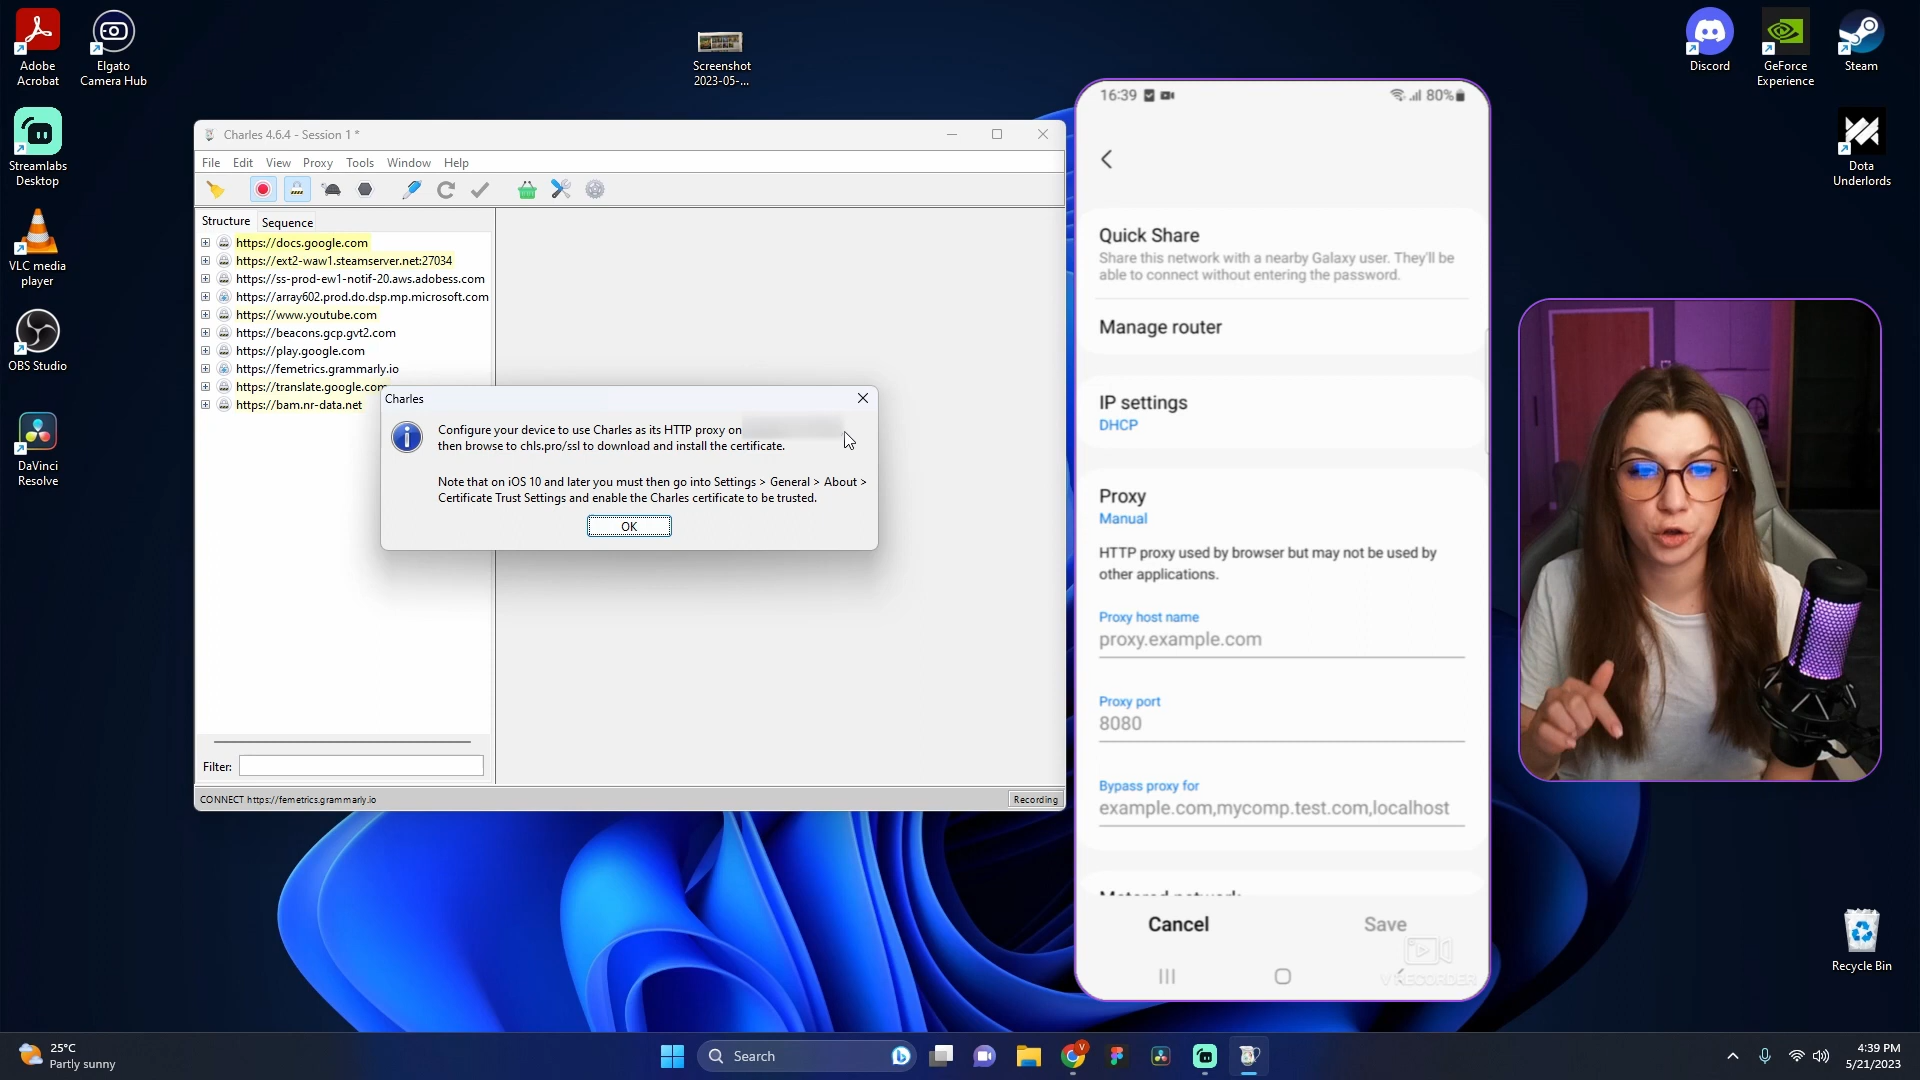 Adobe
Acrobat
Elgato
Camera Hub
Streamlabs
Desktop
VLC media
player
OBS Studio
DaVinci
Resolve
Screenshot
2023-05-...
Discord
GeForce
Experience
Steam
Dota
Underlords
Recycle Bin
Charles 4.6.4 - Session 1 *
File Edit View Proxy Tools Window Help
Structure Sequence
https://docs.google.com
https://ext2-waw1.steamserver.net:27034
https://ss-prod-ew1-notif-20.aws.adobess.com
https://array602.prod.do.dsp.mp.microsoft.com
https://www.youtube.com
https://beacons.gcp.gvt2.com
https://play.google.com
https://femetrics.grammarly.io
https://translate.google.com
https://bam.nr-data.net
Filter:
CONNECT https://femetrics.grammarly.io
Recording
Charles
Configure your device to use Charles as its HTTP proxy on
then browse to chls.pro/ssl to download and install the certificate.
Note that on iOS 10 and later you must then go into Settings > General > About >
Certificate Trust Settings and enable the Charles certificate to be trusted.
OK
16:39
80%
Quick Share
Share this network with a nearby Galaxy user. They'll be
able to connect without entering the password.
Manage router
IP settings
DHCP
Proxy
Manual
HTTP proxy used by browser but may not be used by
other applications.
Proxy host name
proxy.example.com
Proxy port
8080
Bypass proxy for
example.com,mycomp.test.com,localhost
Metered network
Cancel
Save
V RECORDER
25°C
Partly sunny
Search
V
4:39 PM
5/21/2023